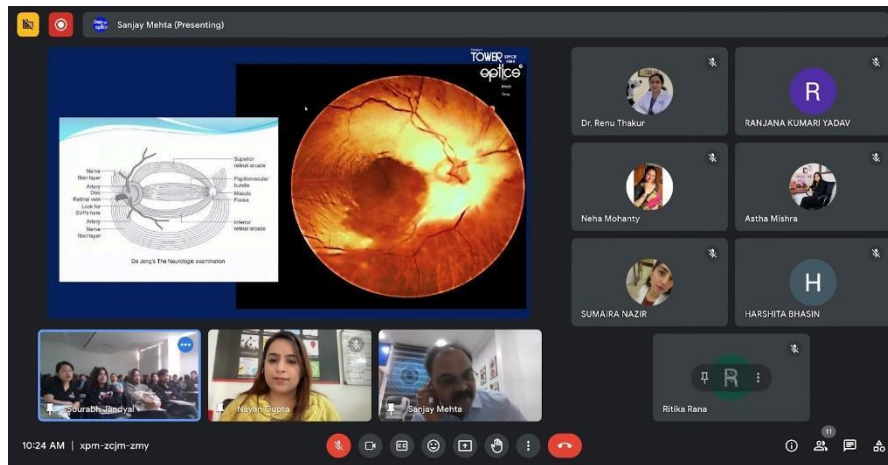 Sanjay Mehta (Presenting)
TOWER
optics
Superior
retinal arcade
Nerve
fiber layer
Papillomacular
bundle
Artery
Disc
Macula
Retinal vein
Fovea
Look for
SVPs here
Artery
Inferior
retinal arcade
Nerve
fiber layer
De Jong's The Neurologic examination
Dr. Renu Thakur
R
RANJANA KUMARI YADAV
Neha Mohanty
Astha Mishra
SUMAIRA NAZIR
H
HARSHITA BHASIN
Sourabh Jandyal
Nayan Gupta
Sanjay Mehta
R
Ritika Rana
10:24 AM | xpm-zcjm-zmy
11